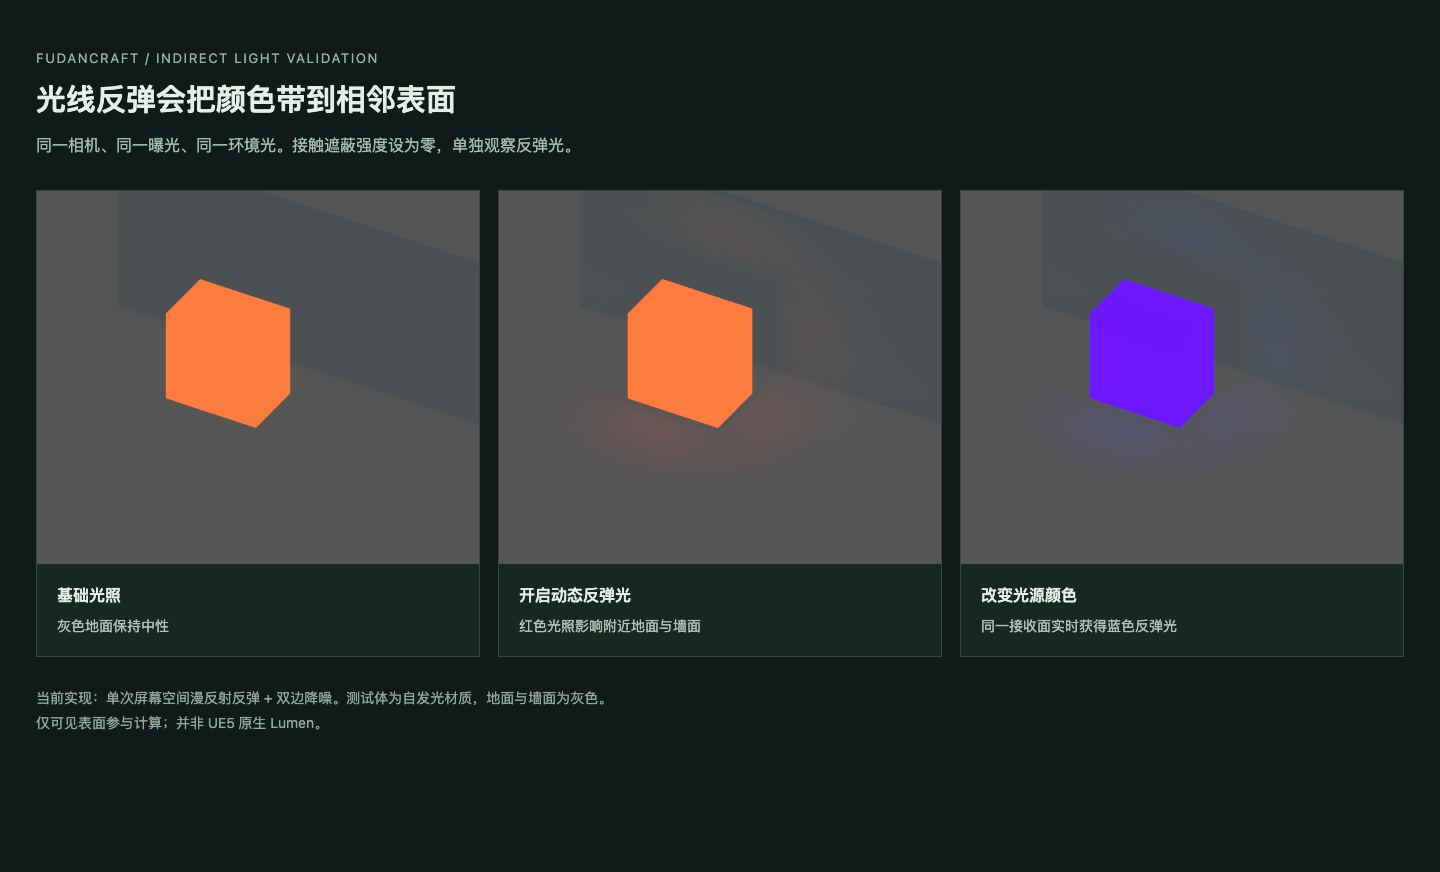 FUDANCRAFT / INDIRECT LIGHT VALIDATION
光线反弹会把颜色带到相邻表面
同一相机、同一曝光、同一环境光。接触遮蔽强度设为零，单独观察反弹光。
基础光照
灰色地面保持中性
开启动态反弹光
红色光照影响附近地面与墙面
改变光源颜色
同一接收面实时获得蓝色反弹光
当前实现：单次屏幕空间漫反射反弹 + 双边降噪。测试体为自发光材质，地面与墙面为灰色。
仅可见表面参与计算；并非 UE5 原生 Lumen。